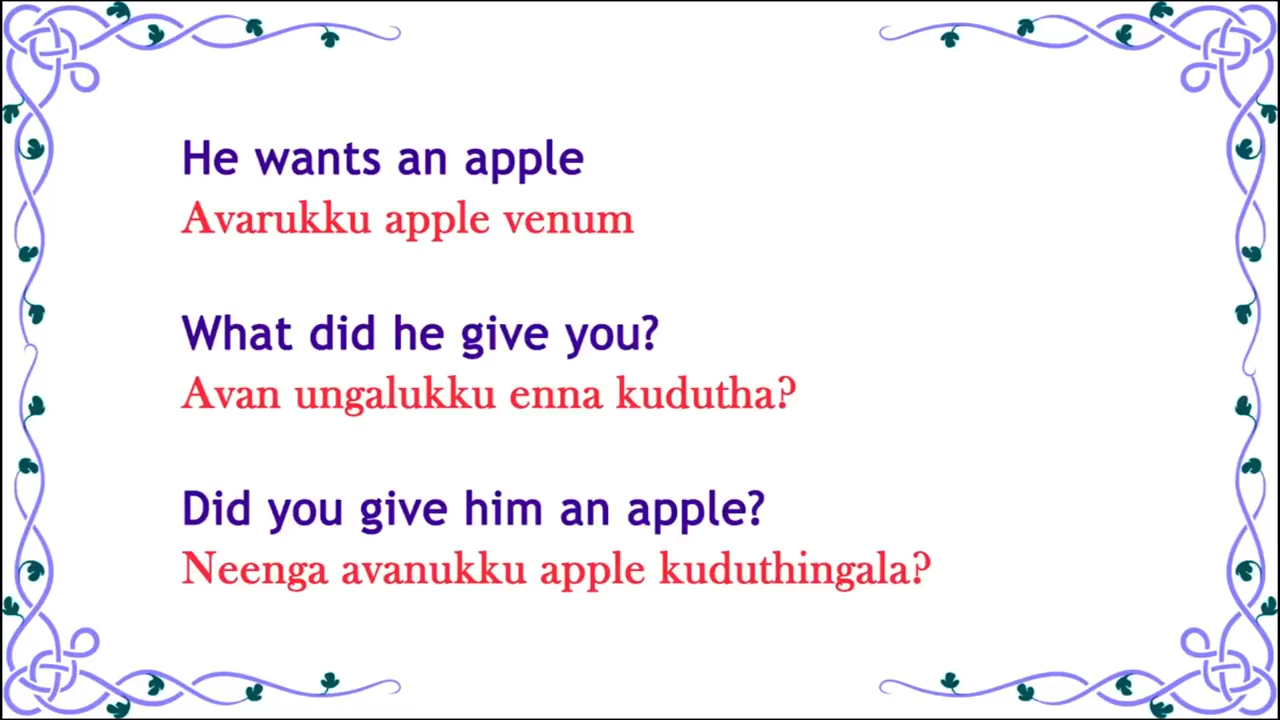 He wants an apple
Avarukku apple venum
What did he give you?
Avan ungalukku enna kudutha?
Did you give him an apple?
Neenga avanukku apple kuduthingala?